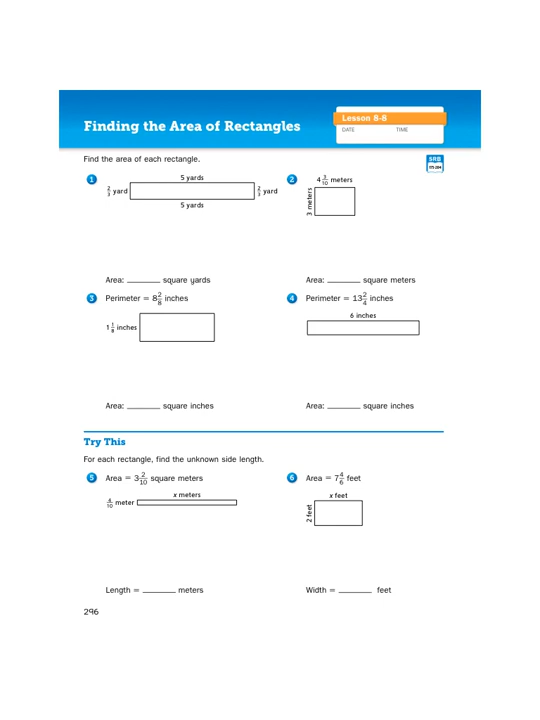 Finding the Area of Rectangles
Lesson 8-8
DATE TIME
Find the area of each rectangle.
SRB
1
5 yards
2/3 yard
2/3 yard
5 yards
Area: ______ square yards
2
4 3/10 meters
3 meters
Area: ______ square meters
3 Perimeter = 8 2/8 inches
1 1/8 inches
Area: ______ square inches
4 Perimeter = 13 2/4 inches
6 inches
Area: ______ square inches
Try This
For each rectangle, find the unknown side length.
5 Area = 3 2/10 square meters
x meters
4/10 meter
Length = ______ meters
6 Area = 7 4/6 feet
x feet
2 feet
Width = ______ feet
296